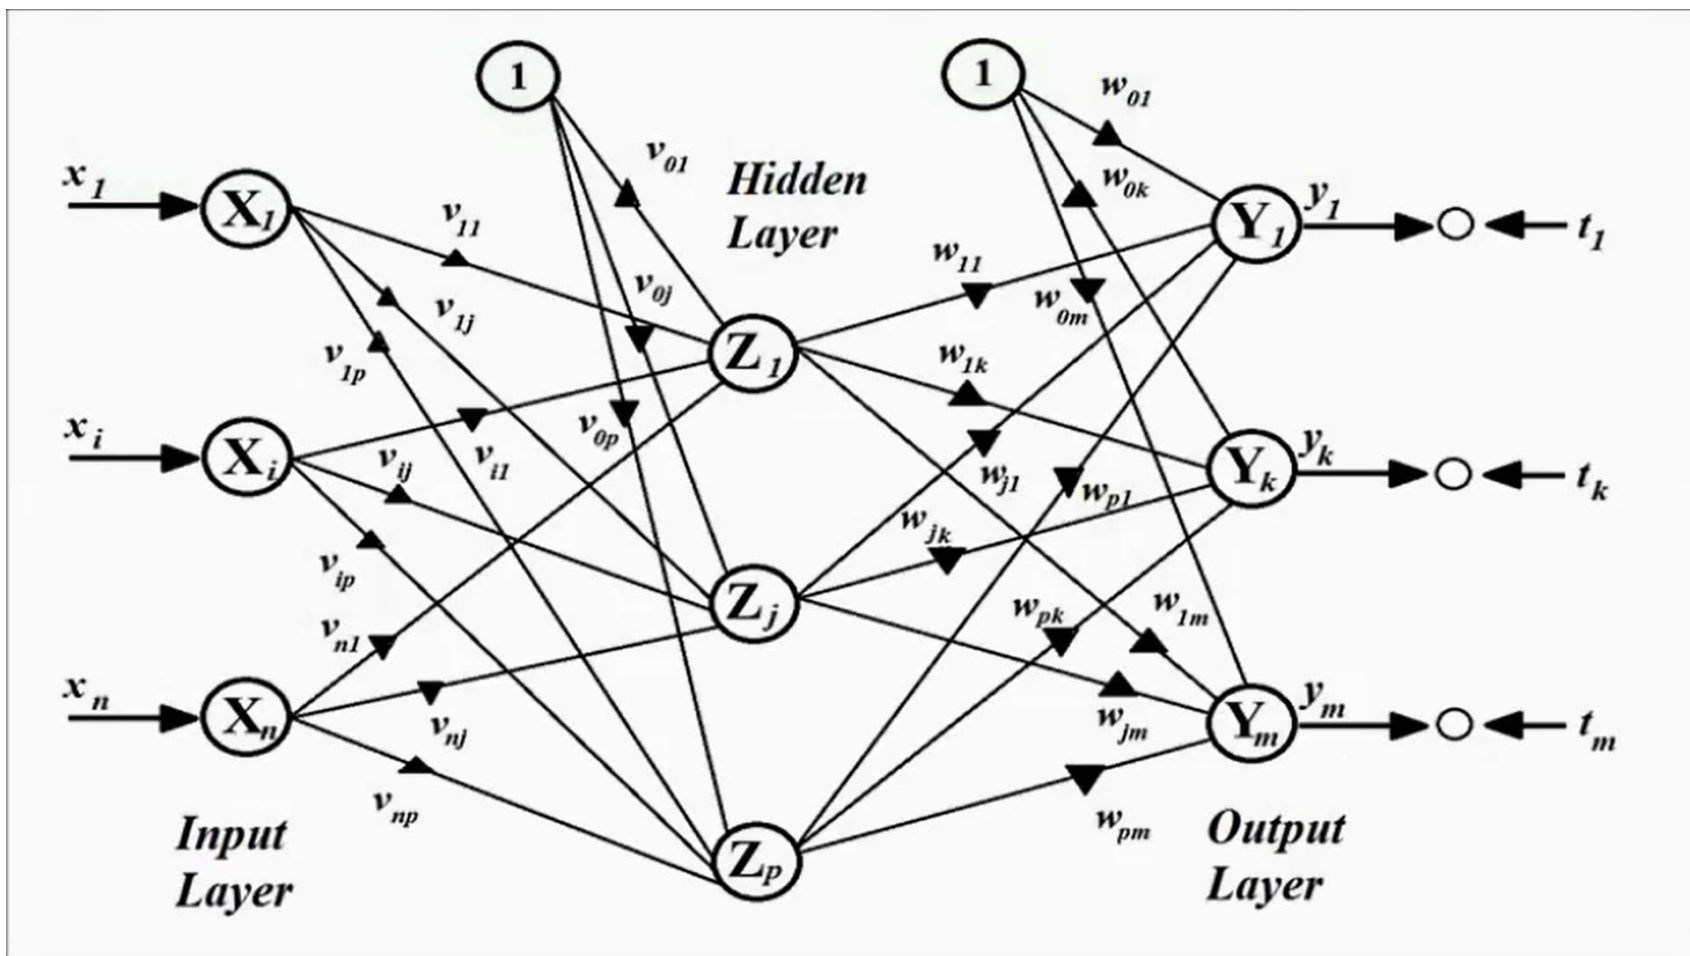 1
1
w01
x1
X1
v01
Hidden
Layer
w0k
v11
Y1
y1
t1
w11
v0j
w0m
v1j
v1p
Z1
w1k
xi
Xi
v0p
vij
vi1
wj1
wp1
Yk
yk
tk
wjk
vip
Zj
wpk
w1m
vn1
xn
Xn
vnj
wjm
Ym
ym
tm
vnp
wpm
Input
Layer
Zp
Output
Layer